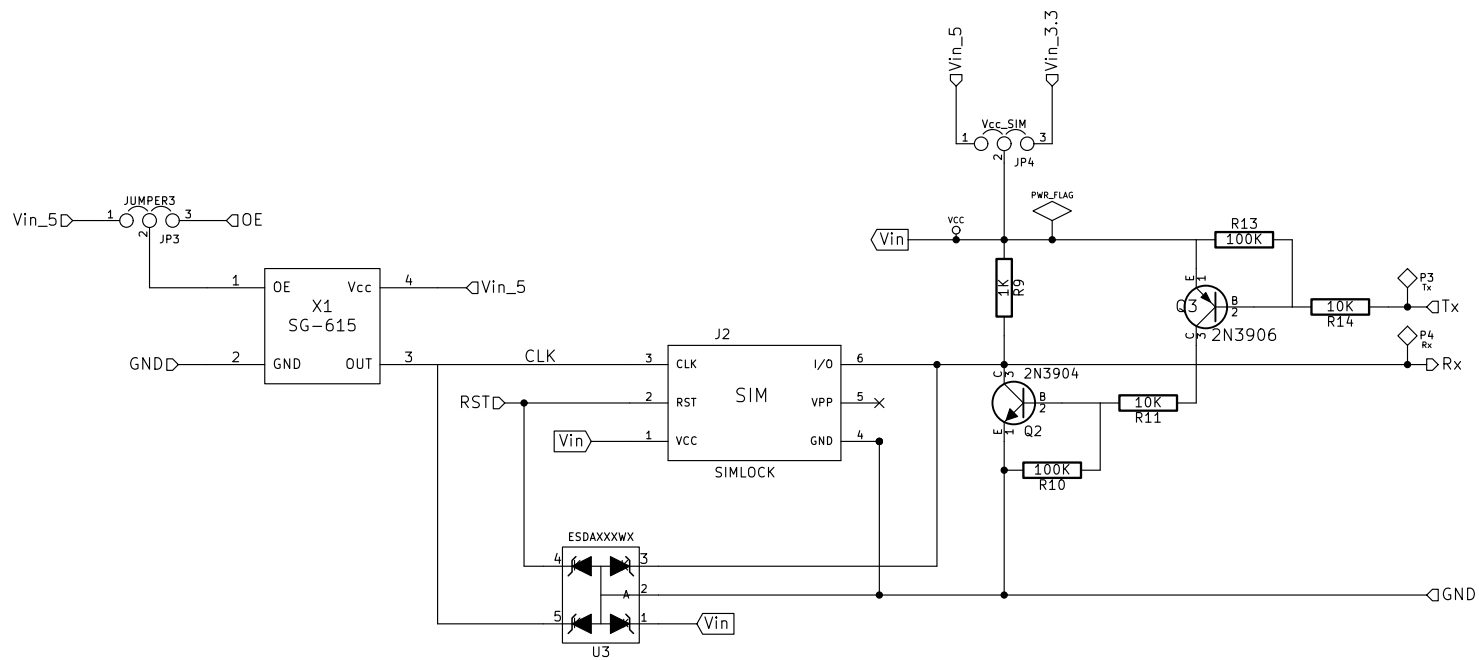 Vin_5
Vin_3.3
Vcc_SIM
1
3
2
JP4
JUMPER3
Vin_5
1
3
OE
2
JP3
PWR_FLAG
VCC
Vin
R13
100K
1
OE
Vcc
4
Vin_5
X1
SG-615
GND
2
GND
OUT
3
CLK
1K
R9
E
1
Q3
B
2
C
3
2N3906
10K
R14
P3
Tx
Tx
P4
Rx
Rx
J2
3
CLK
I/O
6
RST
2
RST
SIM
VPP
5
Vin
1
VCC
GND
4
SIMLOCK
C
3
2N3904
B
2
E
1
Q2
10K
R11
100K
R10
ESDAXXXWX
4
3
A
2
5
1
Vin
U3
GND